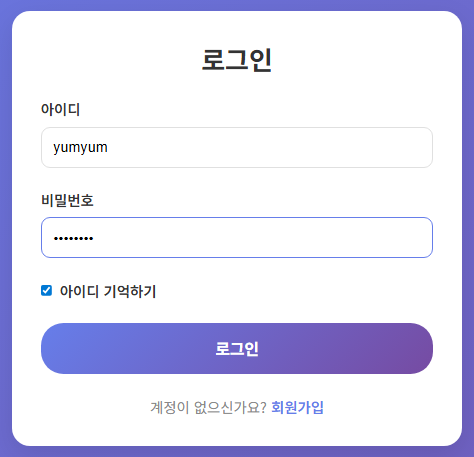 로그인
아이디
yumyum
비밀번호
••••••••
아이디 기억하기
로그인
계정이 없으신가요? 회원가입